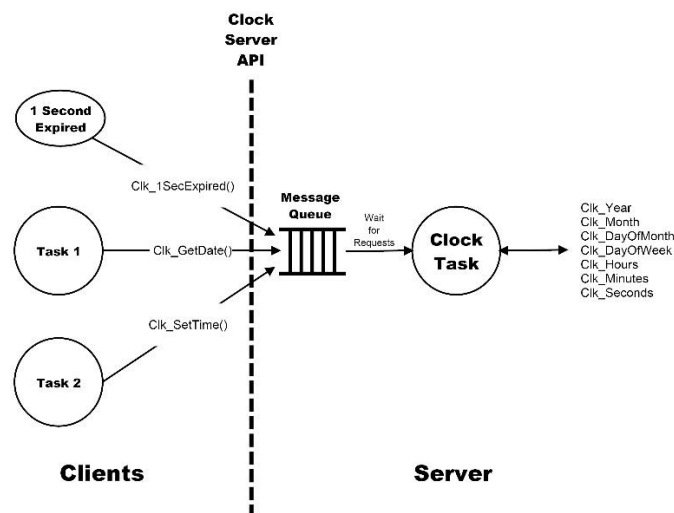 Clock
Server
API
1 Second
Expired
Clk_1SecExpired()
Message
Queue
Wait
for
Requests
Task 1
Clk_GetDate()
Clock
Task
Clk_Year
Clk_Month
Clk_DayOfMonth
Clk_DayOfWeek
Clk_Hours
Clk_Minutes
Clk_Seconds
Clk_SetTime()
Task 2
Clients
Server